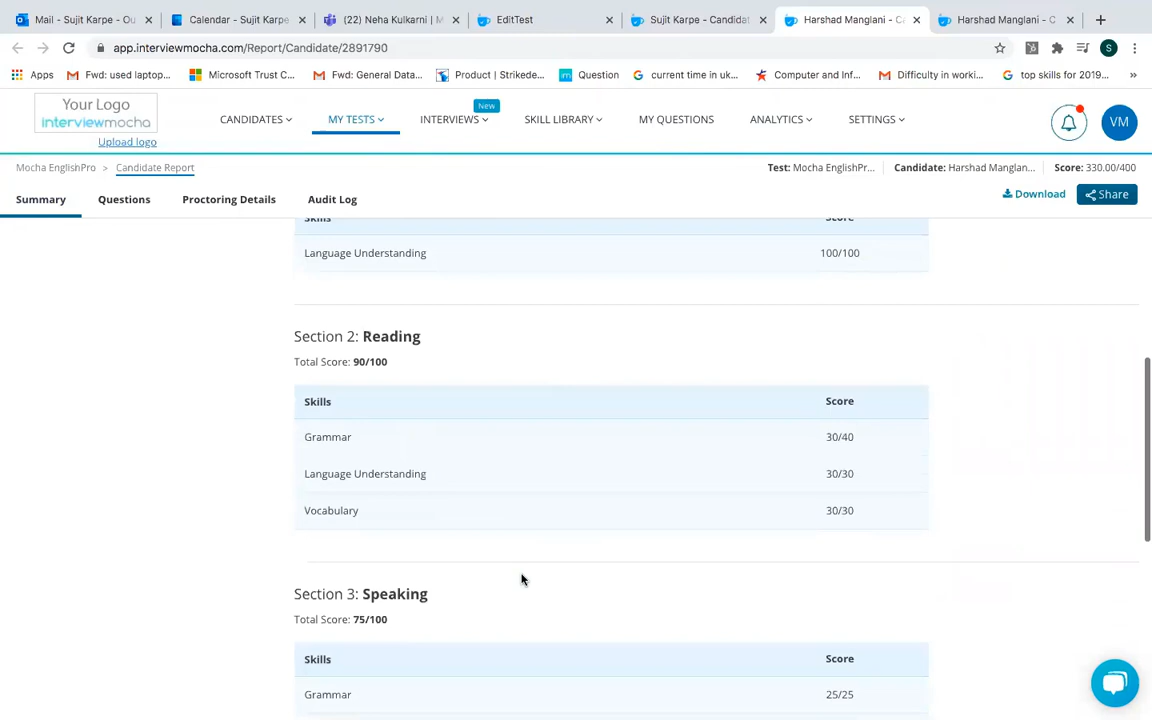 Mail - Sujit Karpe - Ou
Calendar - Sujit Karpe
(22) Neha Kulkarni | M
EditTest
Sujit Karpe - Candidat
Harshad Manglani - C
Harshad Manglani - C
app.interviewmocha.com/Report/Candidate/2891790
S
Apps
Fwd: used laptop...
Microsoft Trust C...
Fwd: General Data...
Product | Strikede...
im Question
current time in uk...
Computer and Inf...
Difficulty in worki...
top skills for 2019...
»
Your Logo
interviewmocha
Upload logo
CANDIDATES
MY TESTS
New
INTERVIEWS
SKILL LIBRARY
MY QUESTIONS
ANALYTICS
SETTINGS
VM
Mocha EnglishPro > Candidate Report
Test: Mocha EnglishPr...
Candidate: Harshad Manglan...
Score: 330.00/400
Summary
Questions
Proctoring Details
Audit Log
Download
Share
Skills Score
Language Understanding 100/100
Section 2: Reading
Total Score: 90/100
Skills Score
Grammar 30/40
Language Understanding 30/30
Vocabulary 30/30
Section 3: Speaking
Total Score: 75/100
Skills Score
Grammar 25/25